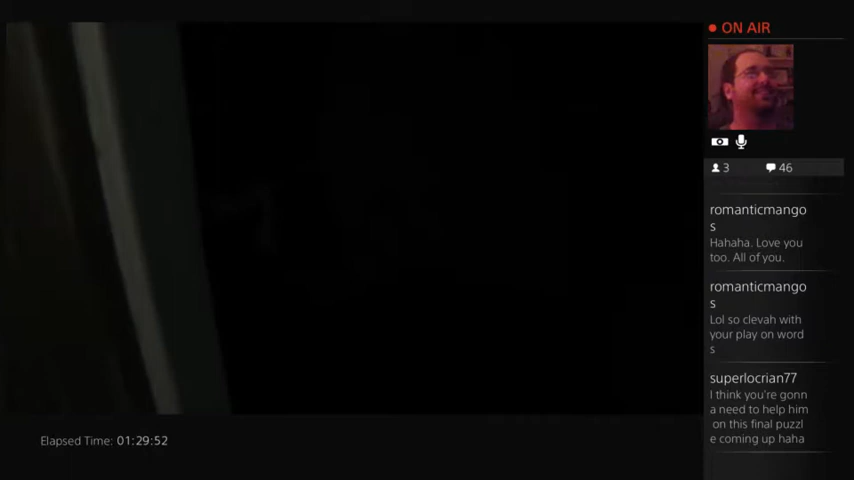 ON AIR
3 46
romanticmango
s
Hahaha. Love you
too. All of you.
romanticmango
s
Lol so clevah with
your play on word
s
superlocrian77
I think you're gonn
a need to help him
on this final puzzl
e coming up haha
Elapsed Time: 01:29:52